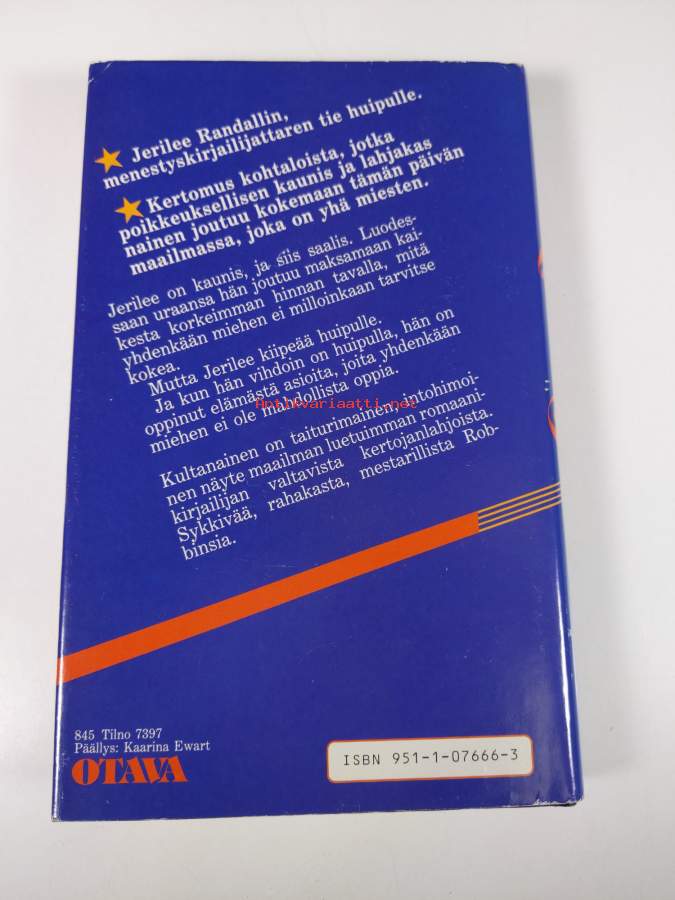 Jerilee Randallin,
menestyskirjailijattaren tie huipulle.
Kertomus kohtaloista, jotka
poikkeuksellisen kaunis ja lahjakas
nainen joutuu kokemaan tämän päivän
maailmassa, joka on yhä miesten.
Jerilee on kaunis, ja siis saalis. Luodes-
saan uraansa hän joutuu maksamaan kai-
kesta korkeimman hinnan tavalla, mitä
yhdenkään miehen ei milloinkaan tarvitse
kokea.
Mutta Jerilee kiipeää huipulle.
Ja kun hän vihdoin on huipulla, hän on
oppinut elämästä asioita, joita yhdenkään
miehen ei ole mahdollista oppia.
Antikvariaatti.net
Kultanainen on taiturimainen, intohimoi-
nen näyte maailman luetuimman romaani-
kirjailijan valtavista kertojanlahjoista.
Sykkivää, rahakasta, mestarillista Rob-
binsia.
845 Tilno 7397
Päällys: Kaarina Ewart
OTAVA
ISBN 951-1-07666-3